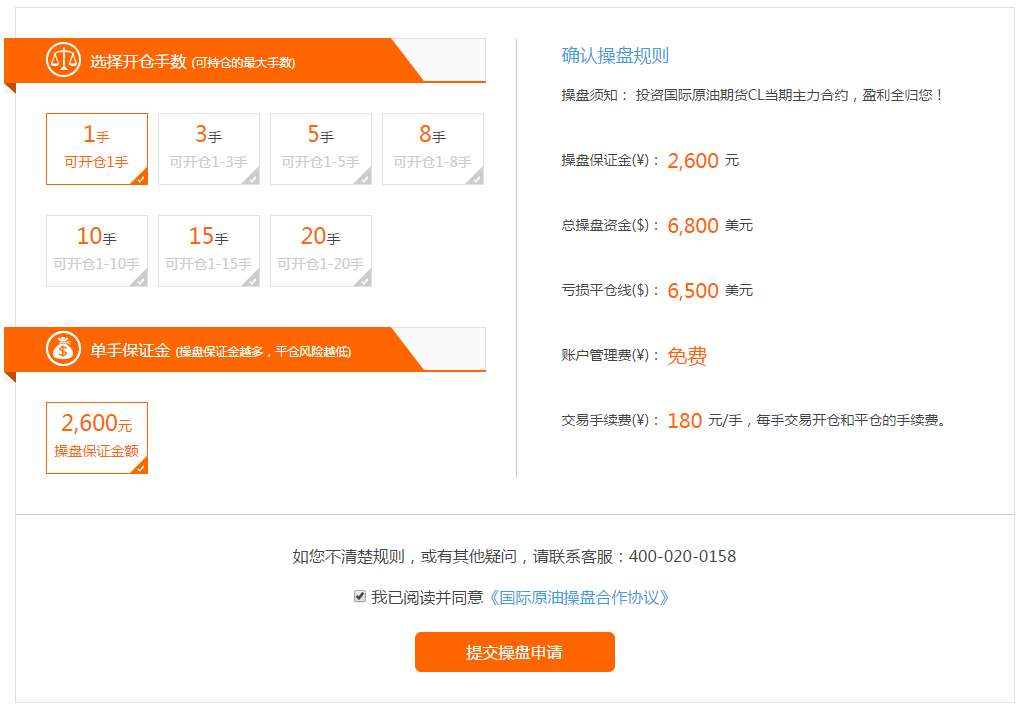 选择开仓手数 (可持仓的最大手数)
1手
可开仓1手
3手
可开仓1-3手
5手
可开仓1-5手
8手
可开仓1-8手
10手
可开仓1-10手
15手
可开仓1-15手
20手
可开仓1-20手
单手保证金 (操盘保证金越多，平仓风险越低)
2,600元
操盘保证金额
确认操盘规则
操盘须知： 投资国际原油期货CL当期主力合约，盈利全归您！
操盘保证金(¥)： 2,600 元
总操盘资金($)： 6,800 美元
亏损平仓线($)： 6,500 美元
账户管理费(¥)： 免费
交易手续费(¥)： 180 元/手，每手交易开仓和平仓的手续费。
如您不清楚规则，或有其他疑问，请联系客服：400-020-0158
我已阅读并同意《国际原油操盘合作协议》
提交操盘申请